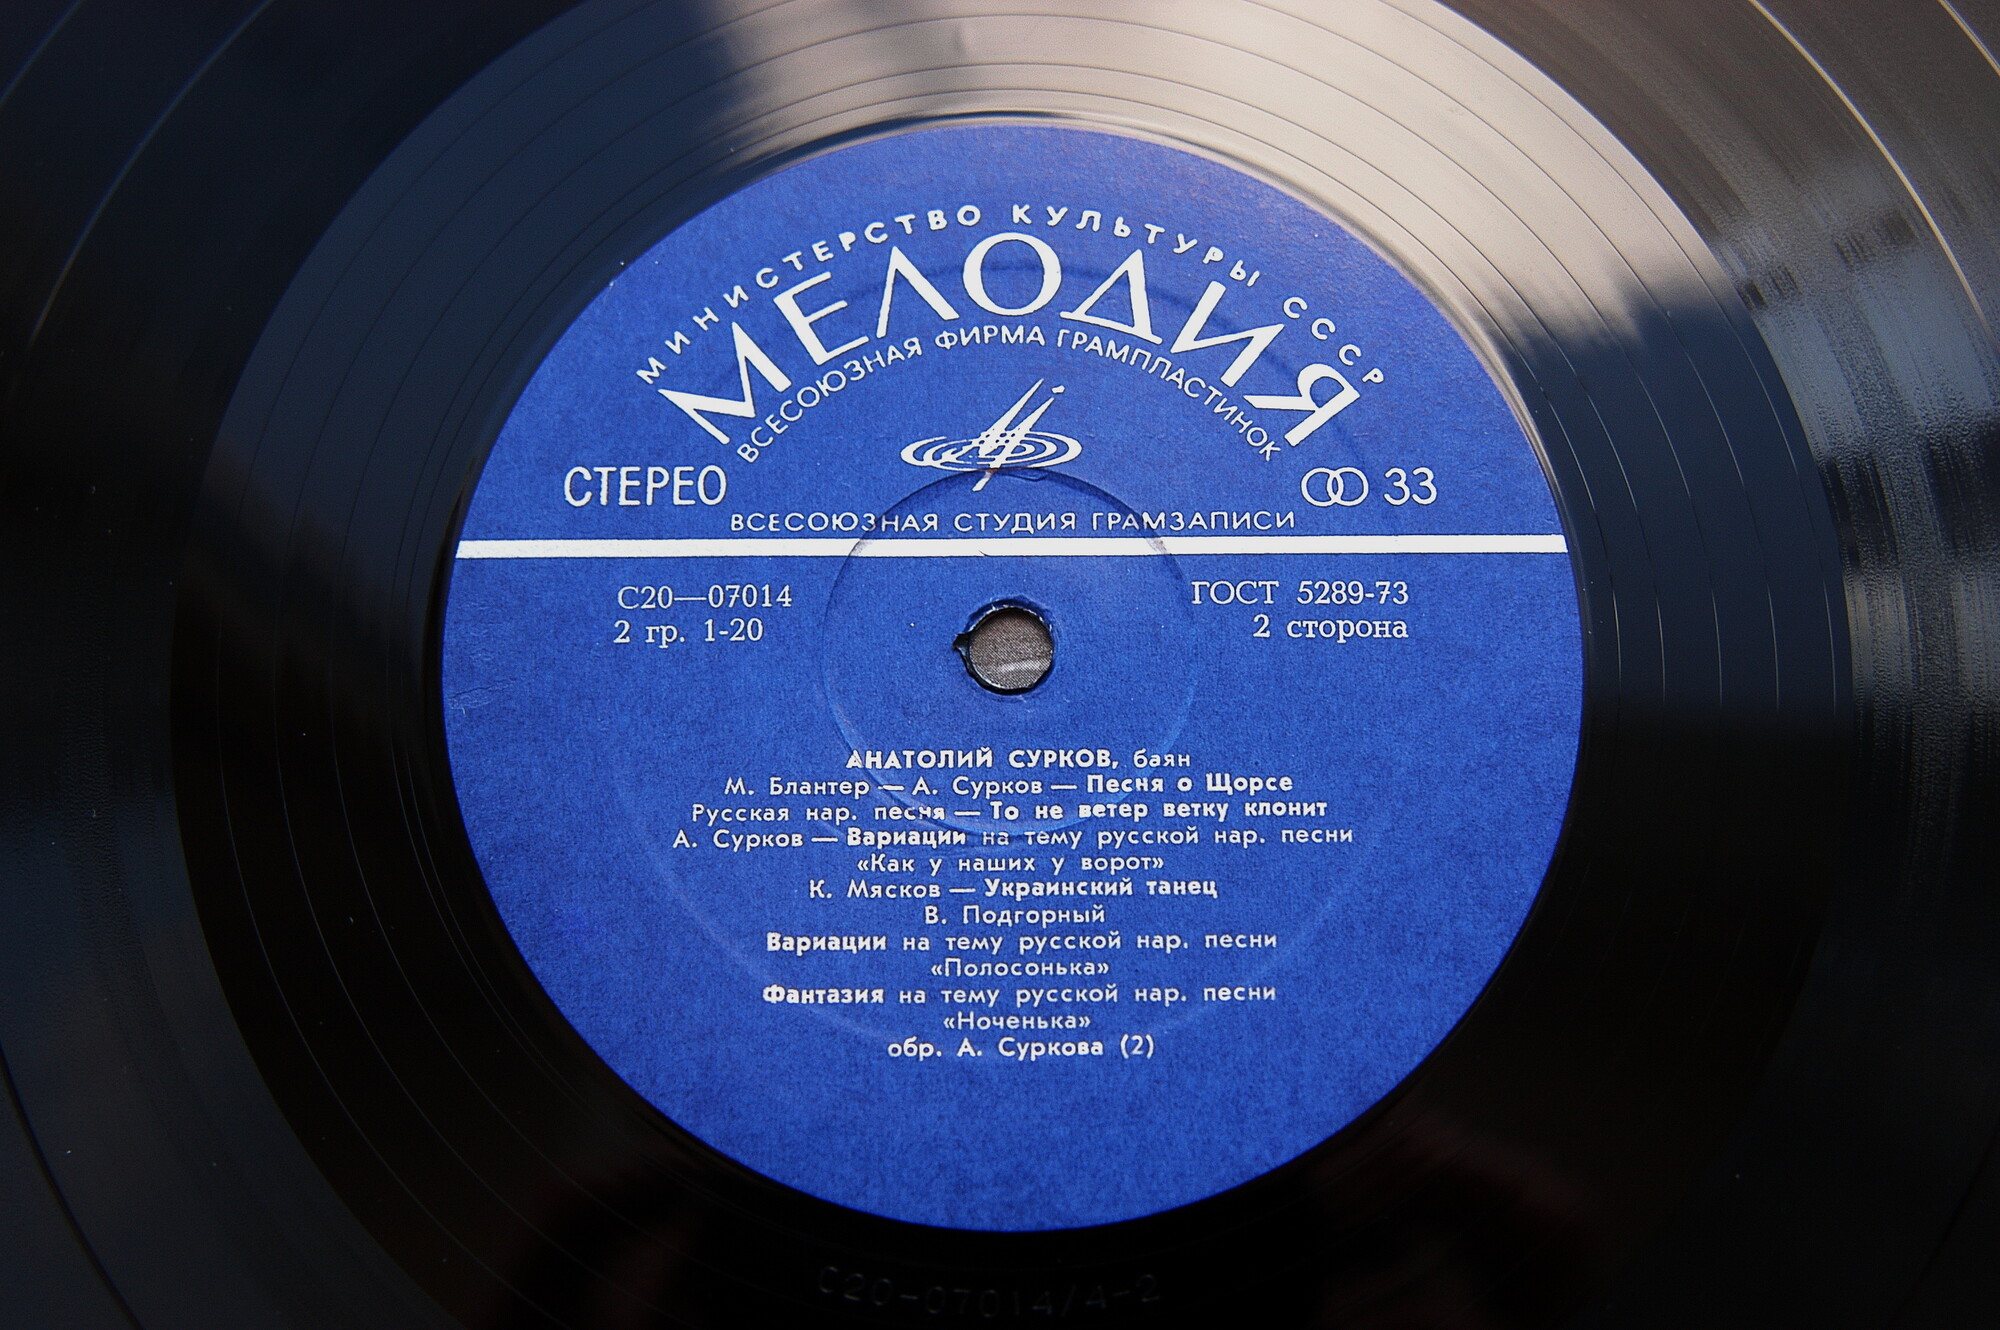 МИНИСТЕРСТВО КУЛЬТУРЫ СССР
МЕЛОДИЯ
ВСЕСОЮЗНАЯ ФИРМА ГРАМПЛАСТИНОК
СТЕРЕО
33
ВСЕСОЮЗНАЯ СТУДИЯ ГРАМЗАПИСИ
С20—07014
ГОСТ 5289-73
2 гр. 1-20
2 сторона
АНАТОЛИЙ СУРКОВ, баян
М. Блантер — А. Сурков — Песня о Щорсе
Русская нар. песня — То не ветер ветку клонит
А. Сурков — Вариации на тему русской нар. песни
«Как у наших у ворот»
К. Мясков — Украинский танец
В. Подгорный
Вариации на тему русской нар. песни
«Полосонька»
Фантазия на тему русской нар. песни
«Ноченька»
обр. А. Суркова (2)
С20-07014/А-2